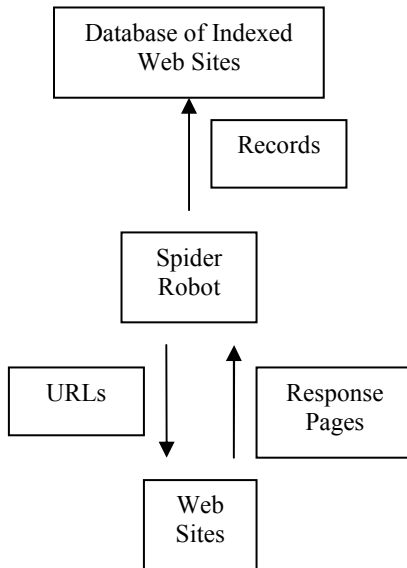 Database of Indexed
Web Sites
Records
Spider
Robot
URLs
Response
Pages
Web
Sites